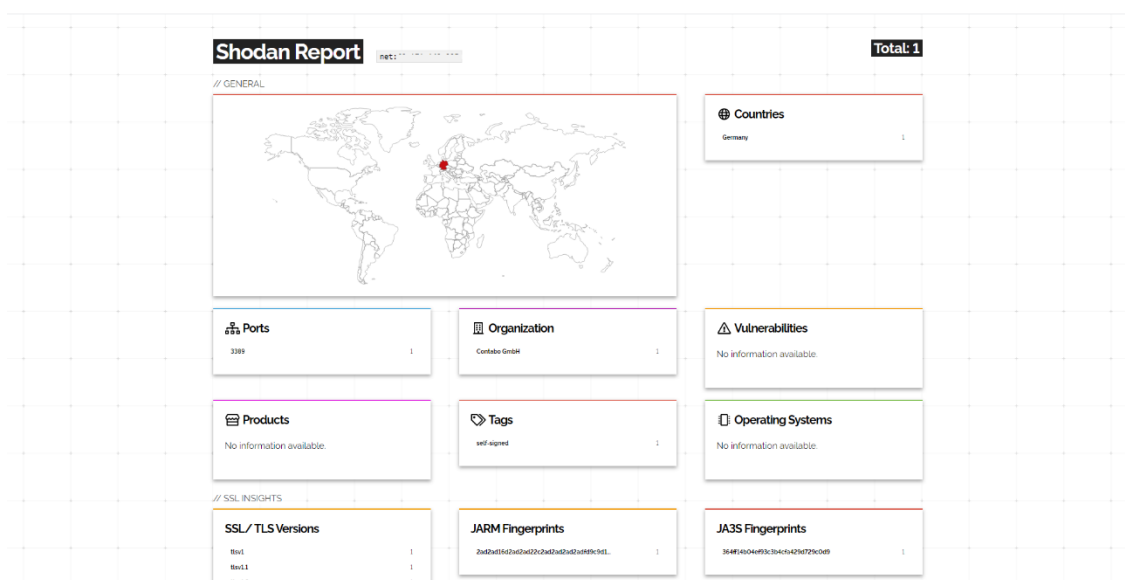 Shodan Report
net:
Total: 1
// GENERAL
Countries
Germany 1
Ports
3389 1
Organization
Contabo GmbH 1
Vulnerabilities
No information available.
Products
No information available.
Tags
self-signed 1
Operating Systems
No information available.
// SSL INSIGHTS
SSL/TLS Versions
tlsv1 1
tlsv1.1 1
JARM Fingerprints
1
JA3S Fingerprints
1